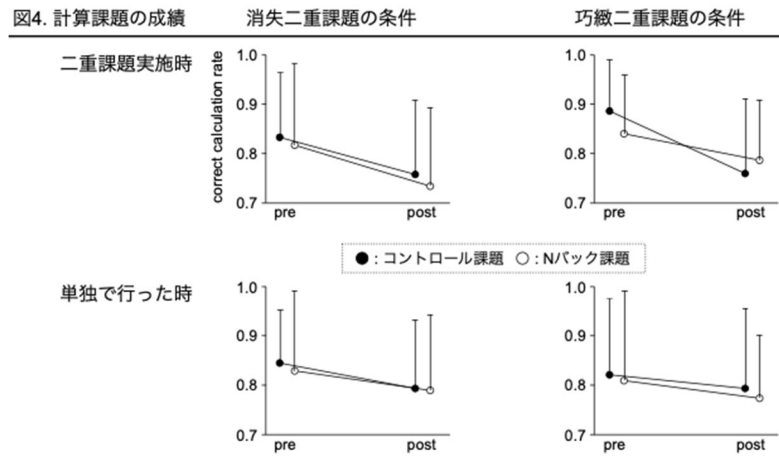 図4. 計算課題の成績
消失二重課題の条件
巧緻二重課題の条件
二重課題実施時
correct calculation rate
1.0
0.9
0.8
0.7
pre
post
1.0
0.9
0.8
0.7
pre
post
●:コントロール課題 ○:Nバック課題
単独で行った時
1.0
0.9
0.8
0.7
pre
post
1.0
0.9
0.8
0.7
pre
post